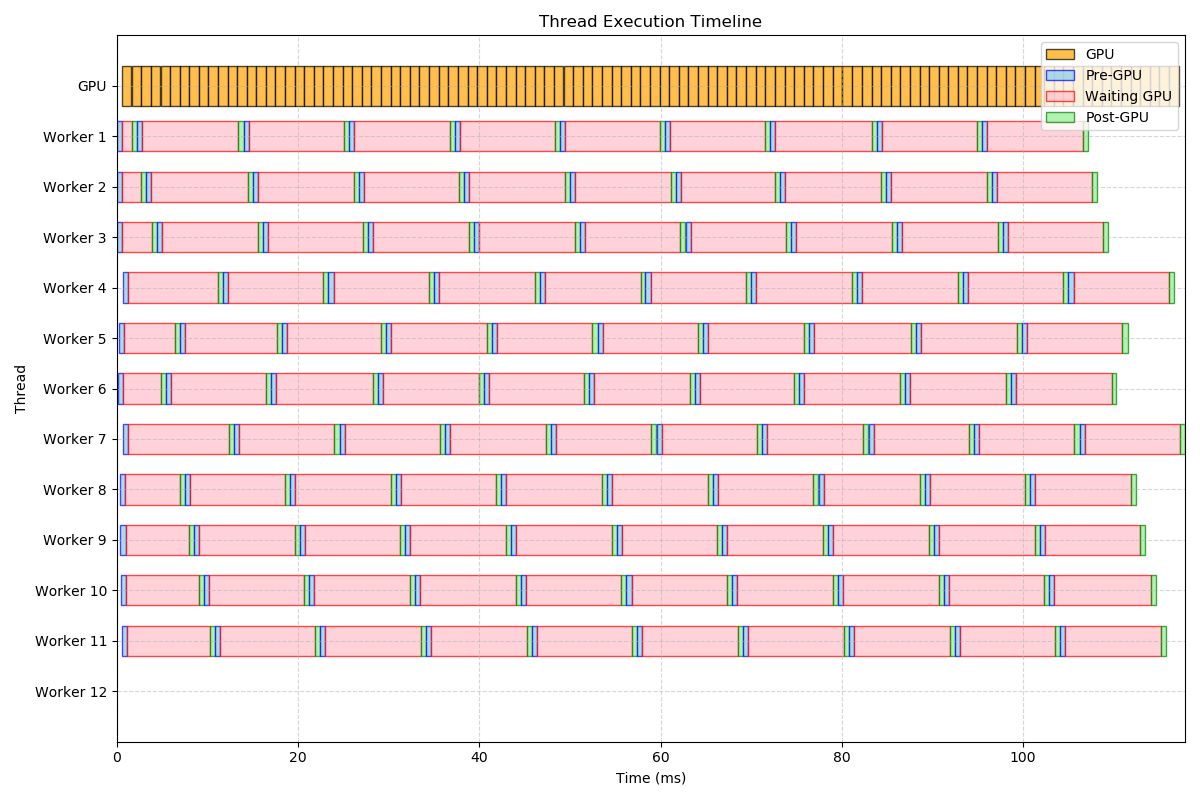 Thread Execution Timeline
GPU
Pre-GPU
Waiting GPU
Post-GPU
Thread
GPU
Worker 1
Worker 2
Worker 3
Worker 4
Worker 5
Worker 6
Worker 7
Worker 8
Worker 9
Worker 10
Worker 11
Worker 12
0 20 40 60 80 100
Time (ms)